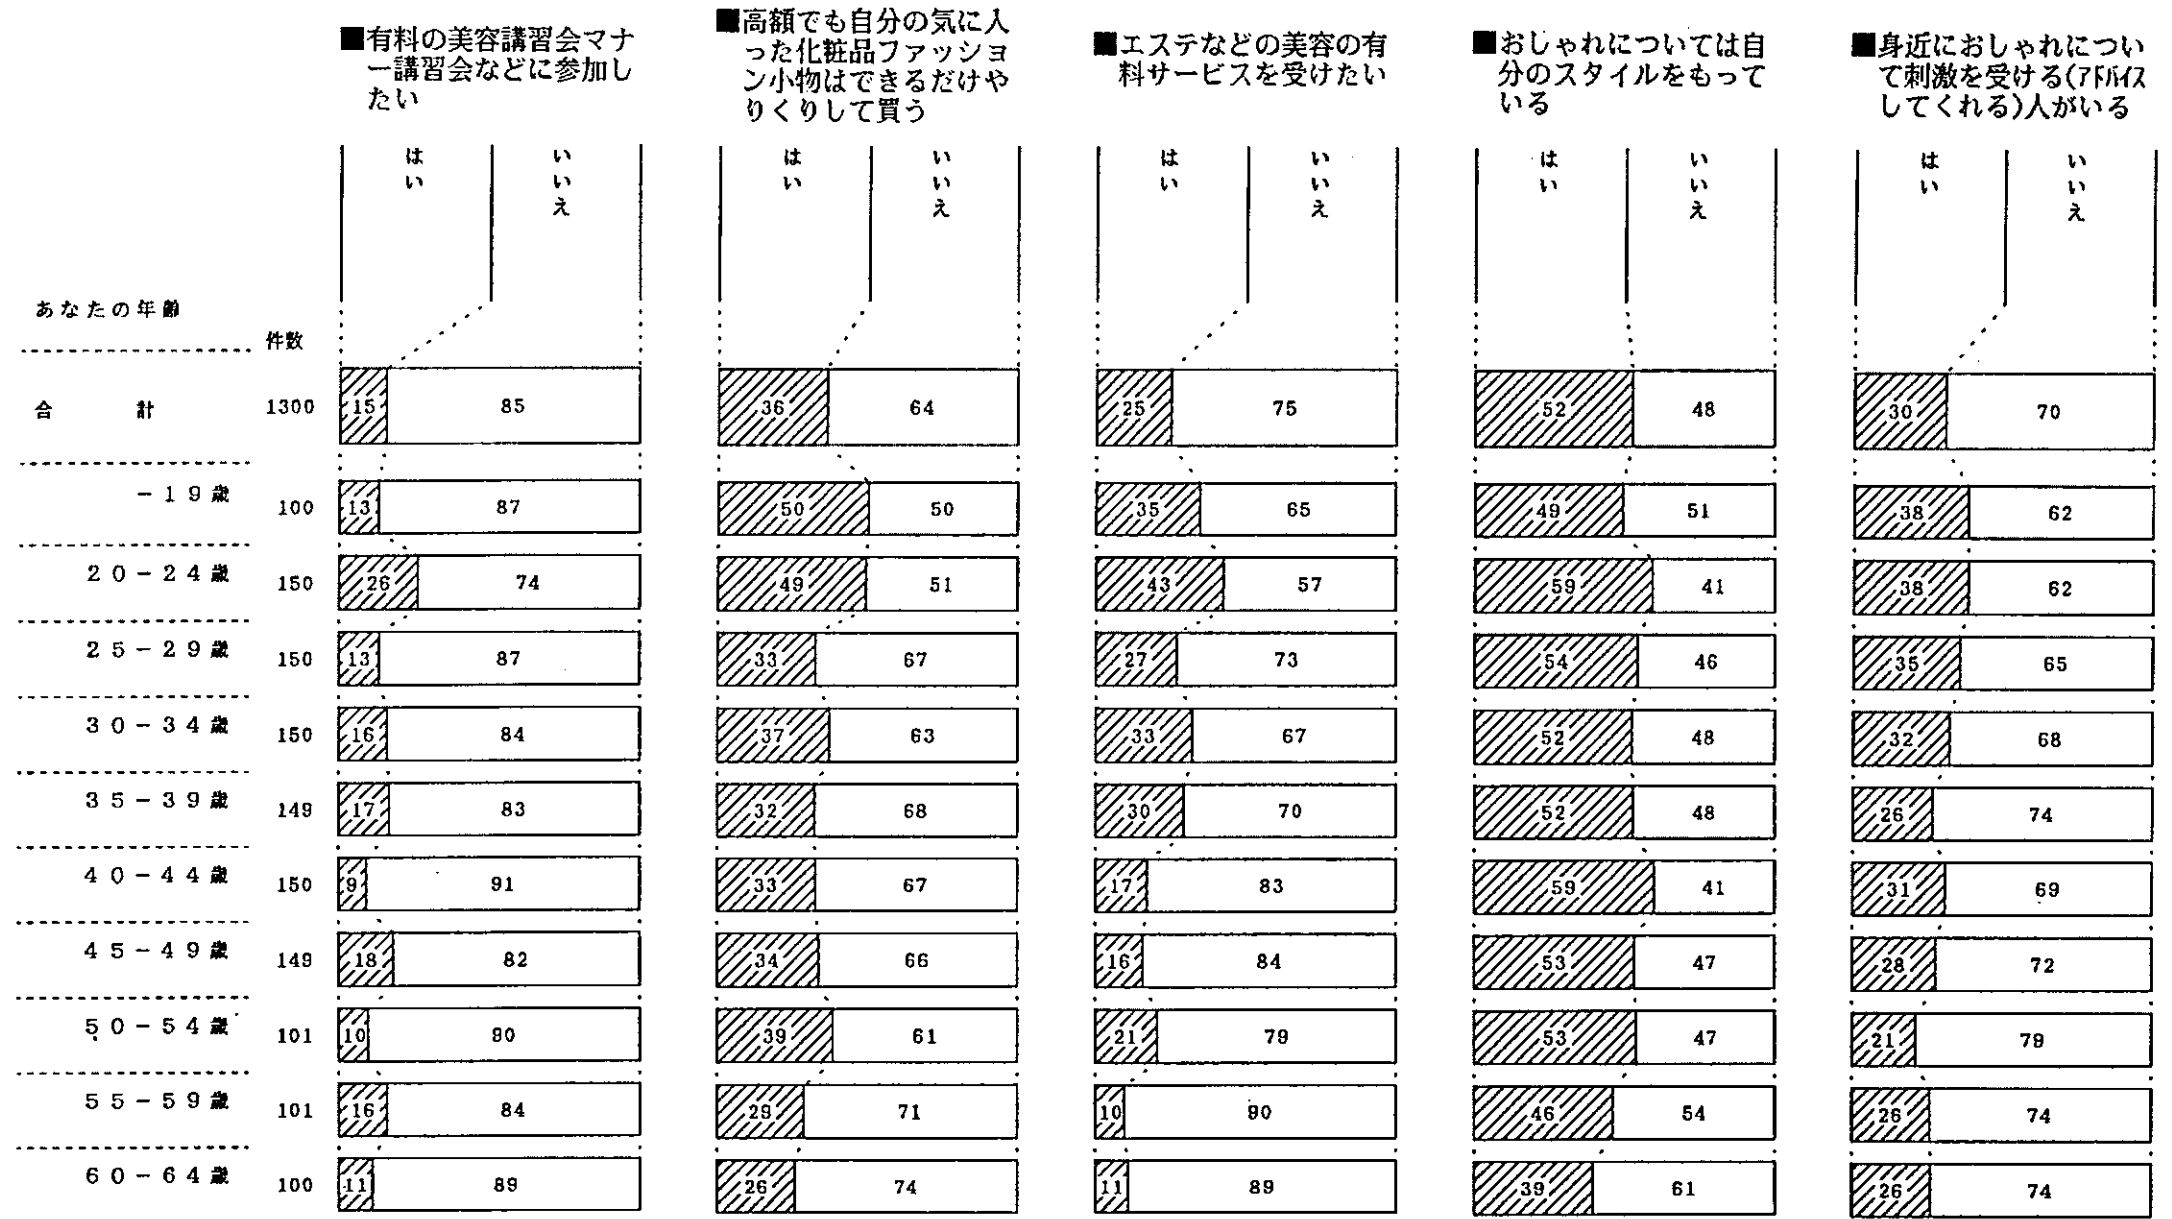 ■有料の美容講習会マナ
ー講習会などに参加し
たい
■高額でも自分の気に入
った化粧品ファッショ
ン小物はできるだけや
りくりして買う
■エステなどの美容の有
料サービスを受けたい
■おしゃれについては自
分のスタイルをもって
いる
■身近におしゃれについ
て刺激を受ける(アドバイス
してくれる)人がいる
はい いいえ はい いいえ はい いいえ はい いいえ はい いいえ
あなたの年齢
件数
合計 1300 15 85 36 64 25 75 52 48 30 70
-19歳 100 13 87 50 50 35 65 49 51 38 62
20-24歳 150 26 74 49 51 43 57 59 41 38 62
25-29歳 150 13 87 33 67 27 73 54 46 35 65
30-34歳 150 16 84 37 63 33 67 52 48 32 68
35-39歳 149 17 83 32 68 30 70 52 48 26 74
40-44歳 150 9 91 33 67 17 83 59 41 31 69
45-49歳 149 18 82 34 66 16 84 53 47 28 72
50-54歳 101 10 90 39 61 21 79 53 47 21 79
55-59歳 101 16 84 29 71 10 90 46 54 26 74
60-64歳 100 11 89 26 74 11 89 39 61 26 74